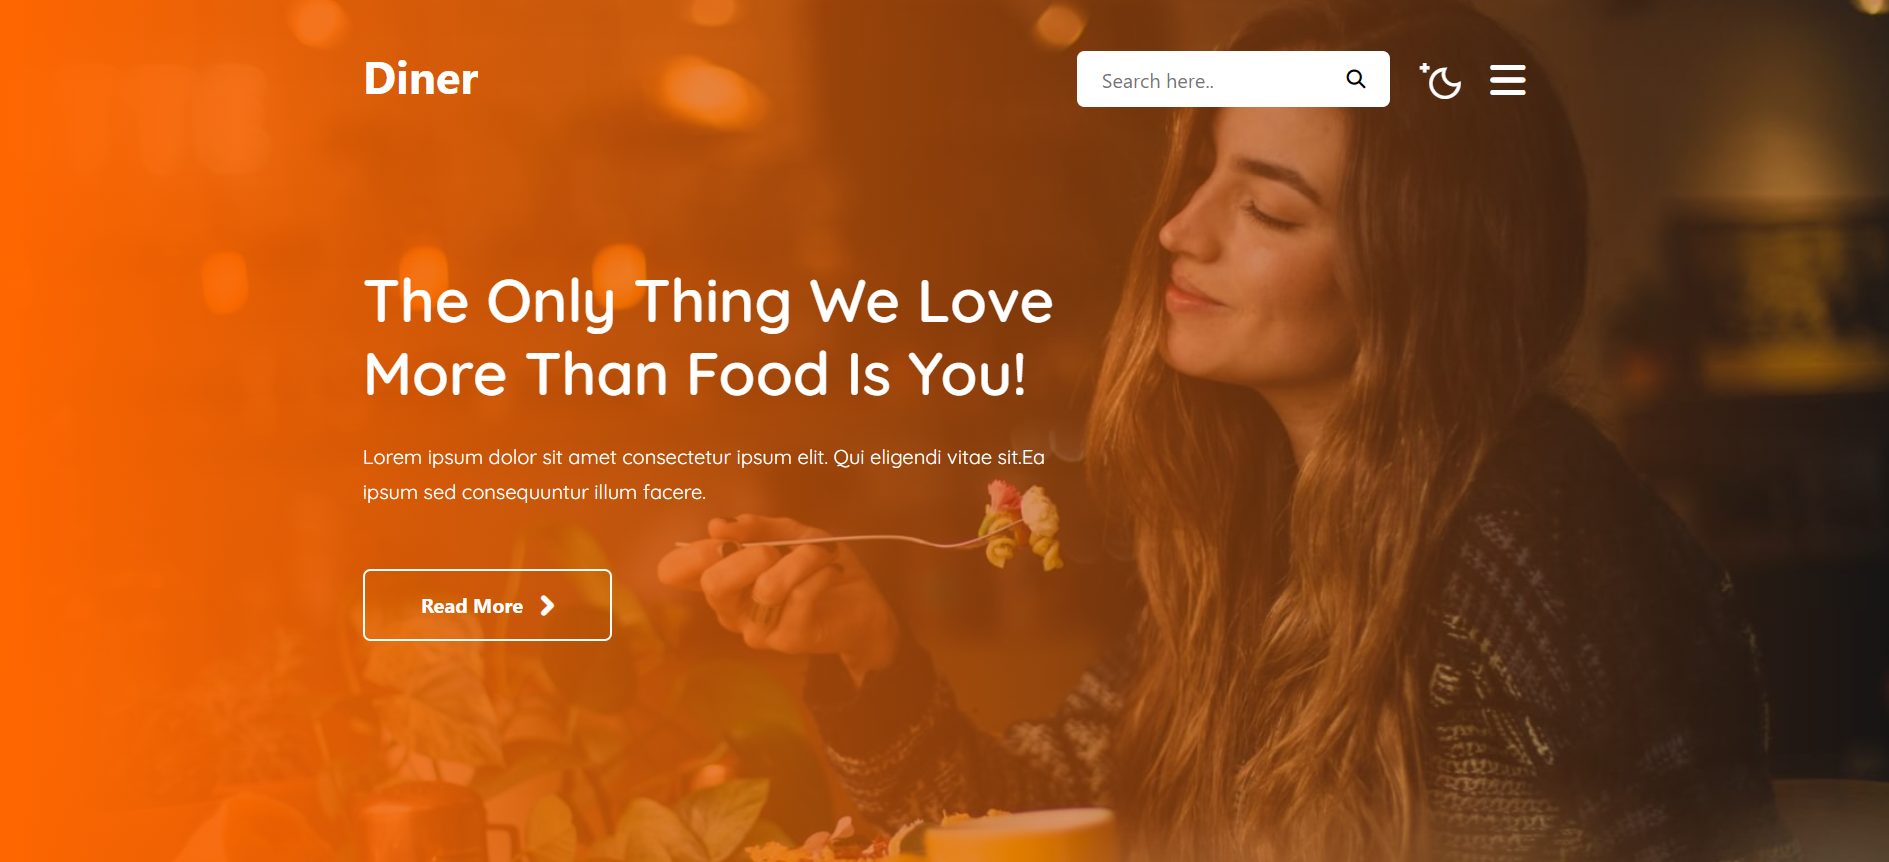 Diner
Search here..
The Only Thing We Love
More Than Food Is You!
Lorem ipsum dolor sit amet consectetur ipsum elit. Qui eligendi vitae sit.Ea
ipsum sed consequuntur illum facere.
Read More